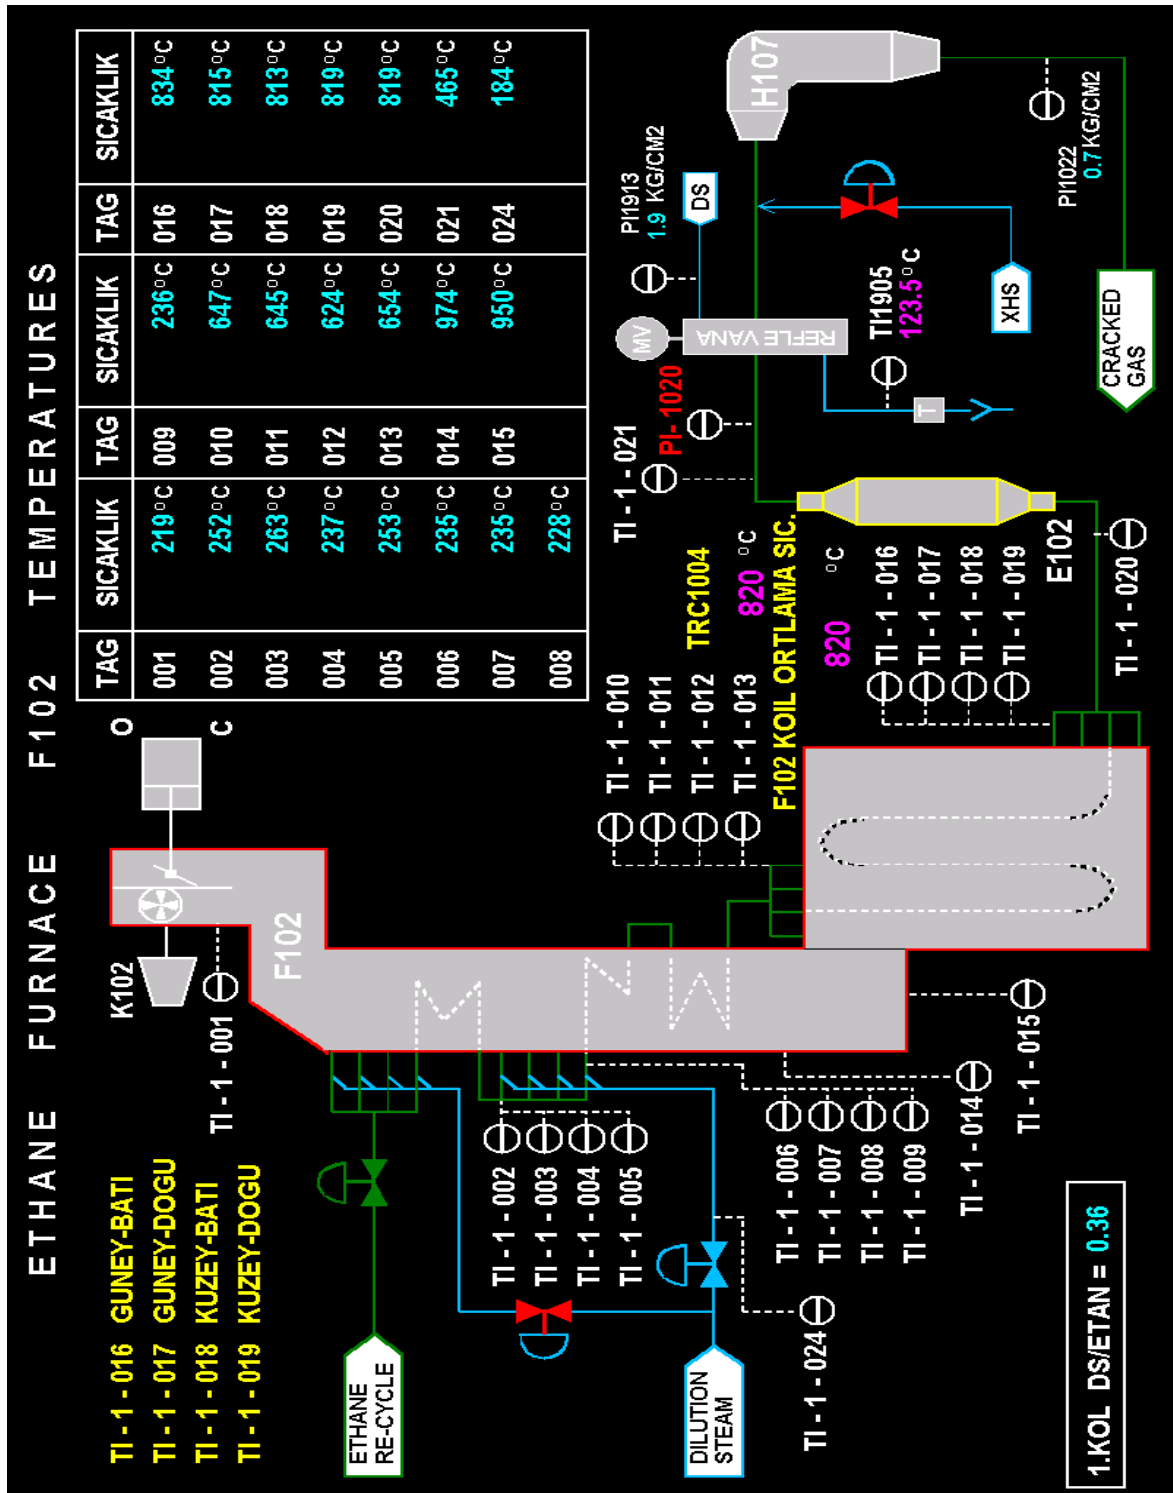 ETHANE FURNACE F102 TEMPERATURES
TI - 1 - 016 GUNEY-BATI
TI - 1 - 017 GUNEY-DOGU
TI - 1 - 018 KUZEY-BATI
TI - 1 - 019 KUZEY-DOGU
K102
TI - 1 - 001
F102
O
C
TAG SICAKLIK TAG SICAKLIK TAG SICAKLIK
001 219°C 009 236°C 016 834°C
002 252°C 010 647°C 017 815°C
003 263°C 011 645°C 018 813°C
004 237°C 012 624°C 019 819°C
005 253°C 013 654°C 020 819°C
006 235°C 014 974°C 021 465°C
007 235°C 015 950°C 024 184°C
008 228°C
ETHANE
RE-CYCLE
TI - 1 - 002
TI - 1 - 003
TI - 1 - 004
TI - 1 - 005
DILUTION
STEAM
TI - 1 - 024
TI - 1 - 006
TI - 1 - 007
TI - 1 - 008
TI - 1 - 009
TI - 1 - 014
TI - 1 - 015
TI - 1 - 010
TI - 1 - 011
TI - 1 - 012
TI - 1 - 013
TRC1004
820 °C
F102 KOIL ORTLAMA SIC.
820 °C
TI - 1 - 016
TI - 1 - 017
TI - 1 - 018
TI - 1 - 019
E102
TI - 1 - 020
TI - 1 - 021
PI- 1020
MV
REFLE VANA
PI1913
1.9 KG/CM2
DS
H107
TI1905
123.5°C
XHS
PI1022
0.7 KG/CM2
T
CRACKED
GAS
1.KOL DS/ETAN = 0.36